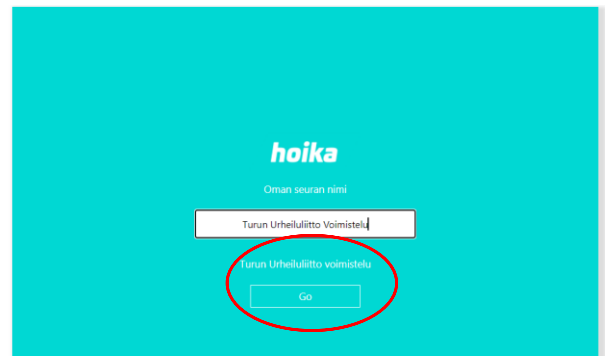 hoika
Oman seuran nimi
Turun Urheiluliitto Voimistelu
Turun Urheiluliitto voimistelu
Go